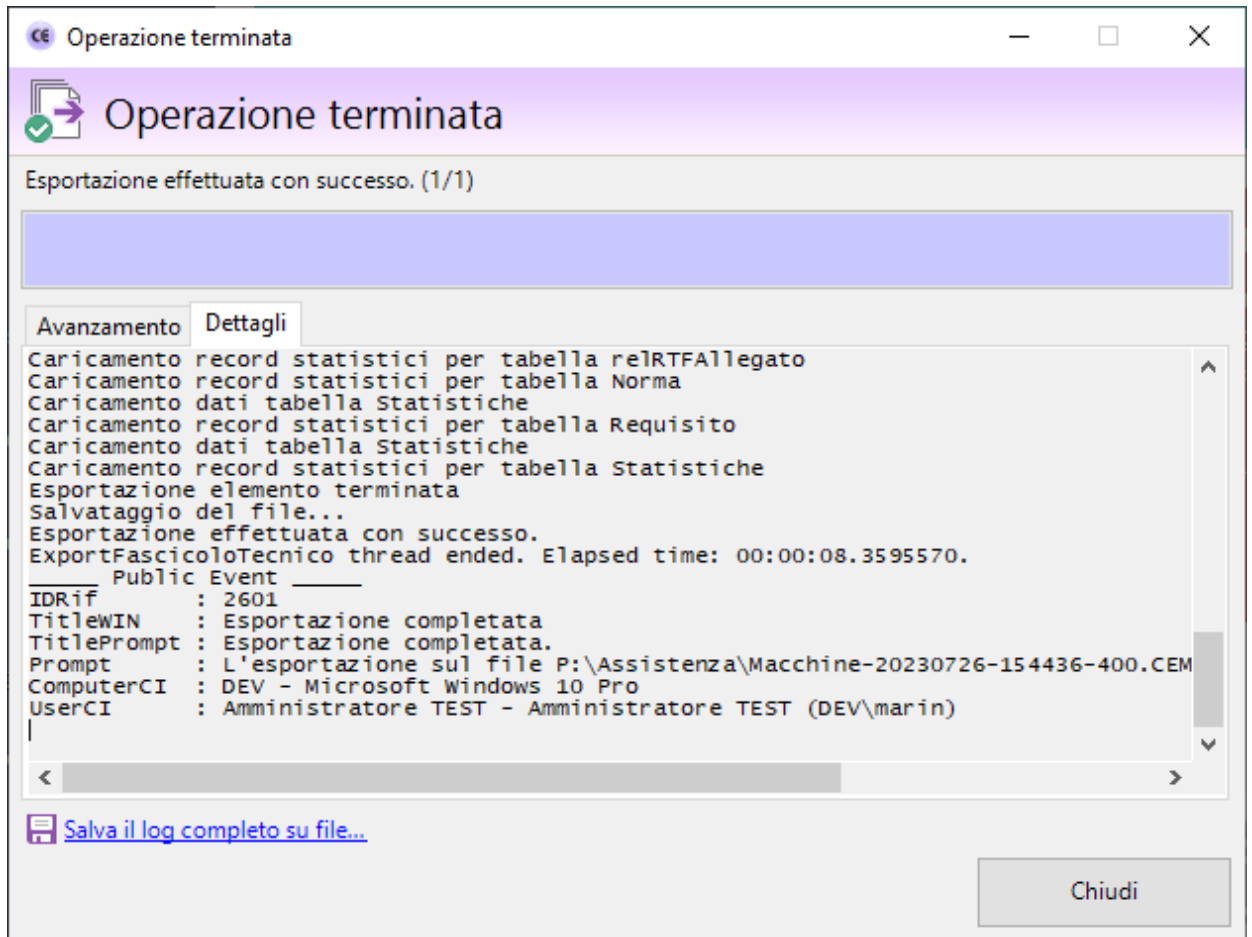 CE Operazione terminata
Operazione terminata
Esportazione effettuata con successo. (1/1)
Avanzamento Dettagli
Caricamento record statistici per tabella relRTFAllegato
Caricamento record statistici per tabella Norma
Caricamento dati tabella Statistiche
Caricamento record statistici per tabella Requisito
Caricamento dati tabella Statistiche
Caricamento record statistici per tabella Statistiche
Esportazione elemento terminata
Salvataggio del file...
Esportazione effettuata con successo.
ExportFascicoloTecnico thread ended. Elapsed time: 00:00:08.3595570.
_____ Public Event _____
IDRif : 2601
TitleWIN : Esportazione completata
TitlePrompt : Esportazione completata.
Prompt : L'esportazione sul file P:\Assistenza\Macchine-20230726-154436-400.CEM
ComputerCI : DEV - Microsoft Windows 10 Pro
UserCI : Amministratore TEST - Amministratore TEST (DEV\marin)
Salva il log completo su file...
Chiudi